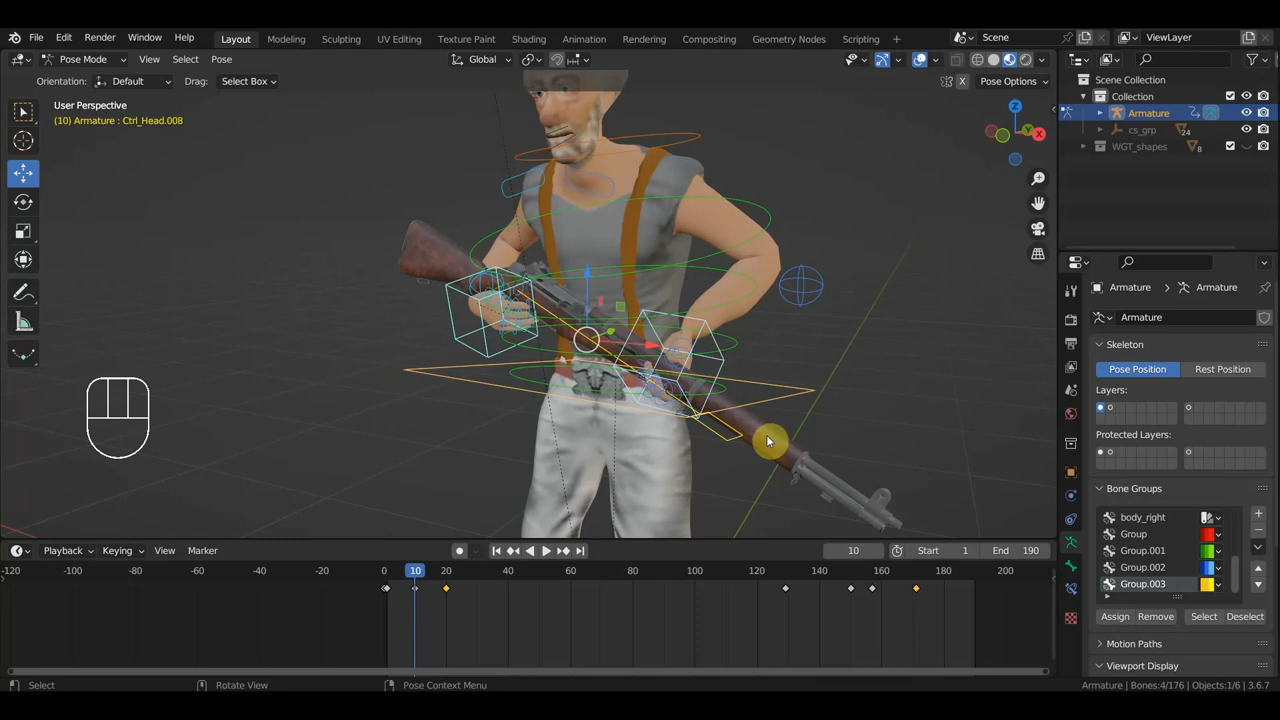 File Edit Render Window Help Layout Modeling Sculpting UV Editing Texture Paint Shading Animation Rendering Compositing Geometry Nodes Scripting + Scene ViewLayer
Pose Mode View Select Pose Global
Orientation: Default Drag: Select Box X Pose Options
User Perspective
(10) Armature : Ctrl_Head.008
Z
Y
X
Scene Collection
Collection
Armature
cs_grp 24
WGT_shapes 8
Armature > Armature
Armature
Skeleton
Pose Position Rest Position
Layers:
Protected Layers:
Bone Groups
body_right
Group
Group.001
Group.002
Group.003
Assign Remove Select Deselect
Motion Paths
Viewport Display
Playback Keying View Marker 10 Start 1 End 190
-120 -100 -80 -60 -40 -20 0 10 20 40 60 80 100 120 140 160 180 200
Select Rotate View Pose Context Menu Armature | Bones:4/176 | Objects:1/6 | 3.6.7